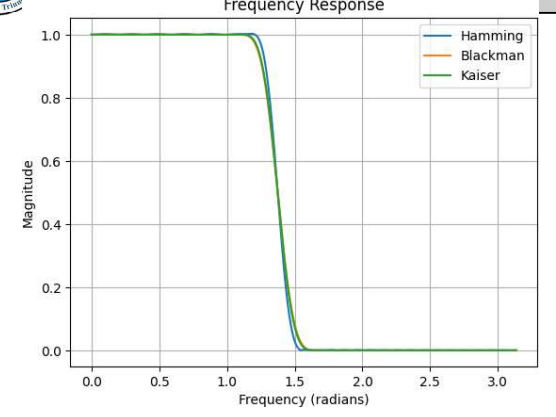 Frequency Response
Hamming
Blackman
Kaiser
1.0
0.8
0.6
0.4
0.2
0.0
Magnitude
0.0 0.5 1.0 1.5 2.0 2.5 3.0
Frequency (radians)